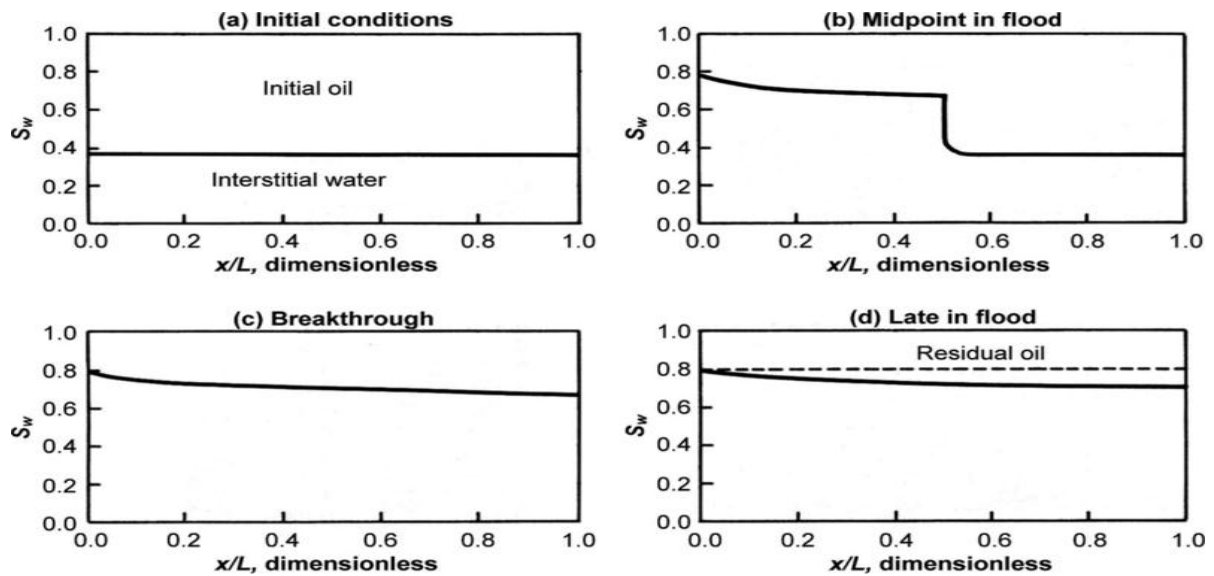 (a) Initial conditions
1.0
0.8
0.6
0.4
0.2
0.0
Sw
Initial oil
Interstitial water
0.0 0.2 0.4 0.6 0.8 1.0
x/L, dimensionless
(b) Midpoint in flood
1.0
0.8
0.6
0.4
0.2
0.0
Sw
0.0 0.2 0.4 0.6 0.8 1.0
x/L, dimensionless
(c) Breakthrough
1.0
0.8
0.6
0.4
0.2
0.0
Sw
0.0 0.2 0.4 0.6 0.8 1.0
x/L, dimensionless
(d) Late in flood
1.0
0.8
0.6
0.4
0.2
0.0
Sw
Residual oil
0.0 0.2 0.4 0.6 0.8 1.0
x/L, dimensionless